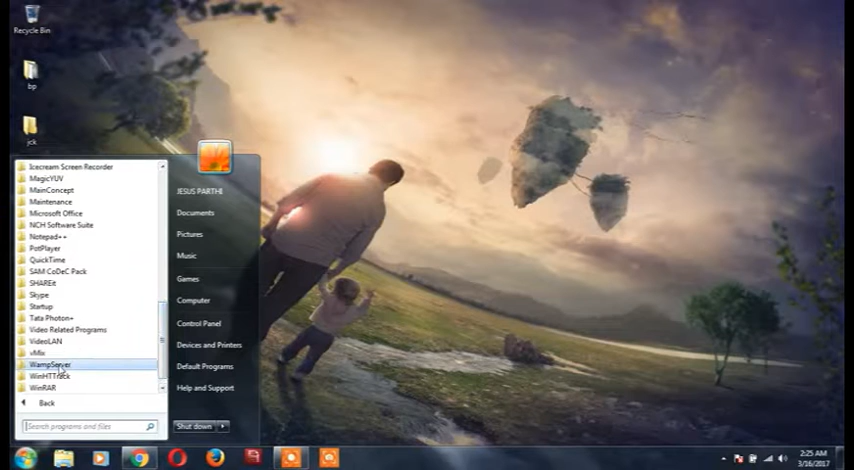 Recycle Bin
bp
jck
Icecream Screen Recorder
MagicYUV
MainConcept
Maintenance
Microsoft Office
NCH Software Suite
Notepad++
PotPlayer
QuickTime
SAM CoDeC Pack
SHAREit
Skype
Startup
Tata Photon+
Video Related Programs
VideoLAN
vMix
WampServer
WinHTTrack
WinRAR
Back
Search programs and files
JESUS PARTHI
Documents
Pictures
Music
Games
Computer
Control Panel
Devices and Printers
Default Programs
Help and Support
Shut down
2:25 AM
3/16/2017